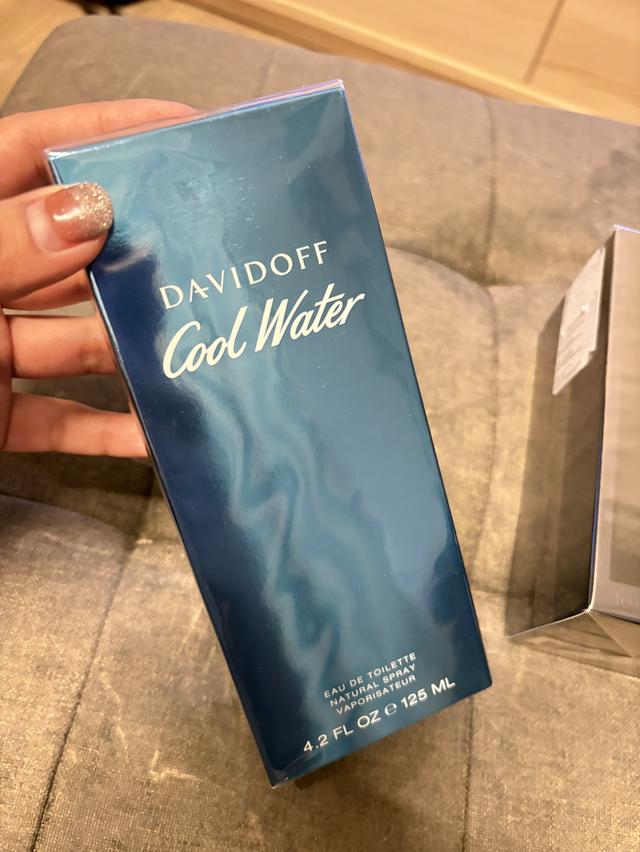 DAVIDOFF
Cool Water
EAU DE TOILETTE
NATURAL SPRAY
VAPORISATEUR
4.2 FL OZ ℮ 125 ML